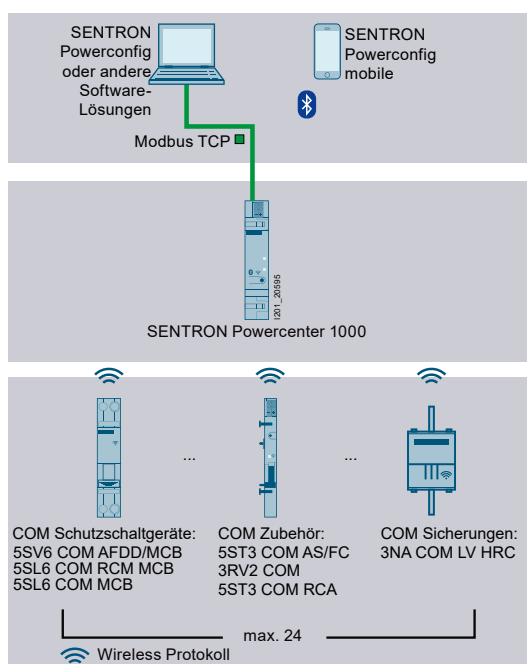 SENTRON
Powerconfig
oder andere
Software-
Lösungen
SENTRON
Powerconfig
mobile
Modbus TCP
I201_20595
SENTRON Powercenter 1000
...
...
COM Schutzschaltgeräte:
5SV6 COM AFDD/MCB
5SL6 COM RCM MCB
5SL6 COM MCB
COM Zubehör:
5ST3 COM AS/FC
3RV2 COM
5ST3 COM RCA
COM Sicherungen:
3NA COM LV HRC
max. 24
Wireless Protokoll